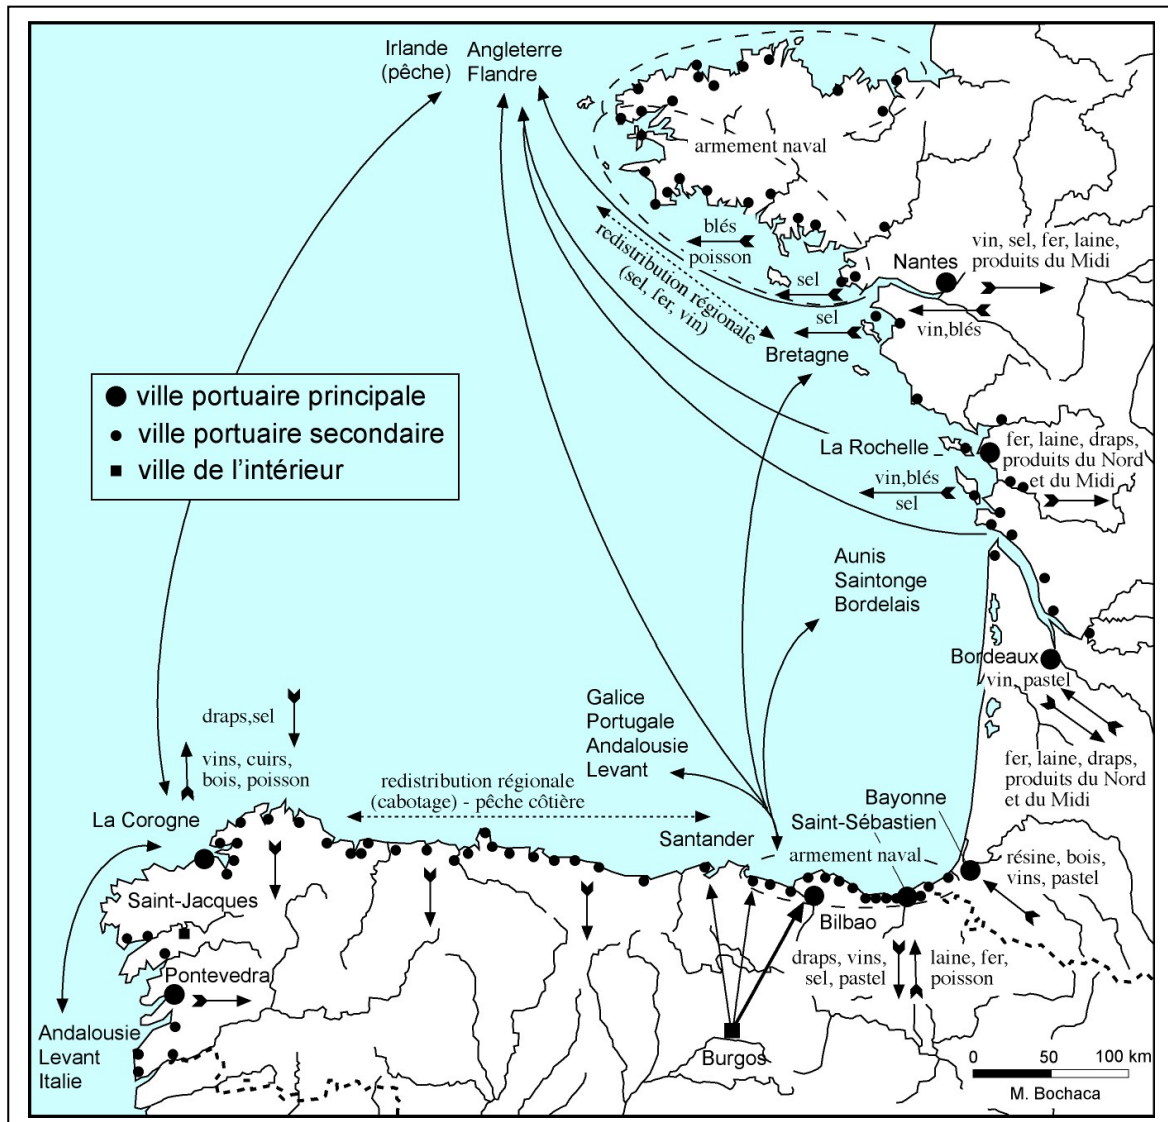 Irlande
(pêche)
Angleterre
Flandre
armement naval
blés
poisson
redistribution régionale
(sel, fer, vin)
sel
sel
Bretagne
Nantes
vin, sel, fer, laine,
produits du Midi
vin,blés
ville portuaire principale
ville portuaire secondaire
ville de l'intérieur
La Rochelle
fer, laine, draps,
produits du Nord
et du Midi
vin,blés
sel
Aunis
Saintonge
Bordelais
Bordeaux
vin, pastel
fer, laine, draps,
produits du Nord
et du Midi
Galice
Portugale
Andalousie
Levant
draps,sel
vins, cuirs,
bois, poisson
redistribution régionale
(cabotage) - pêche côtière
La Corogne
Santander
Bayonne
Saint-Sébastien
armement naval
résine, bois,
vins, pastel
Saint-Jacques
Bilbao
Pontevedra
draps, vins,
sel, pastel
laine, fer,
poisson
Andalousie
Levant
Italie
Burgos
0 50 100 km
M. Bochaca